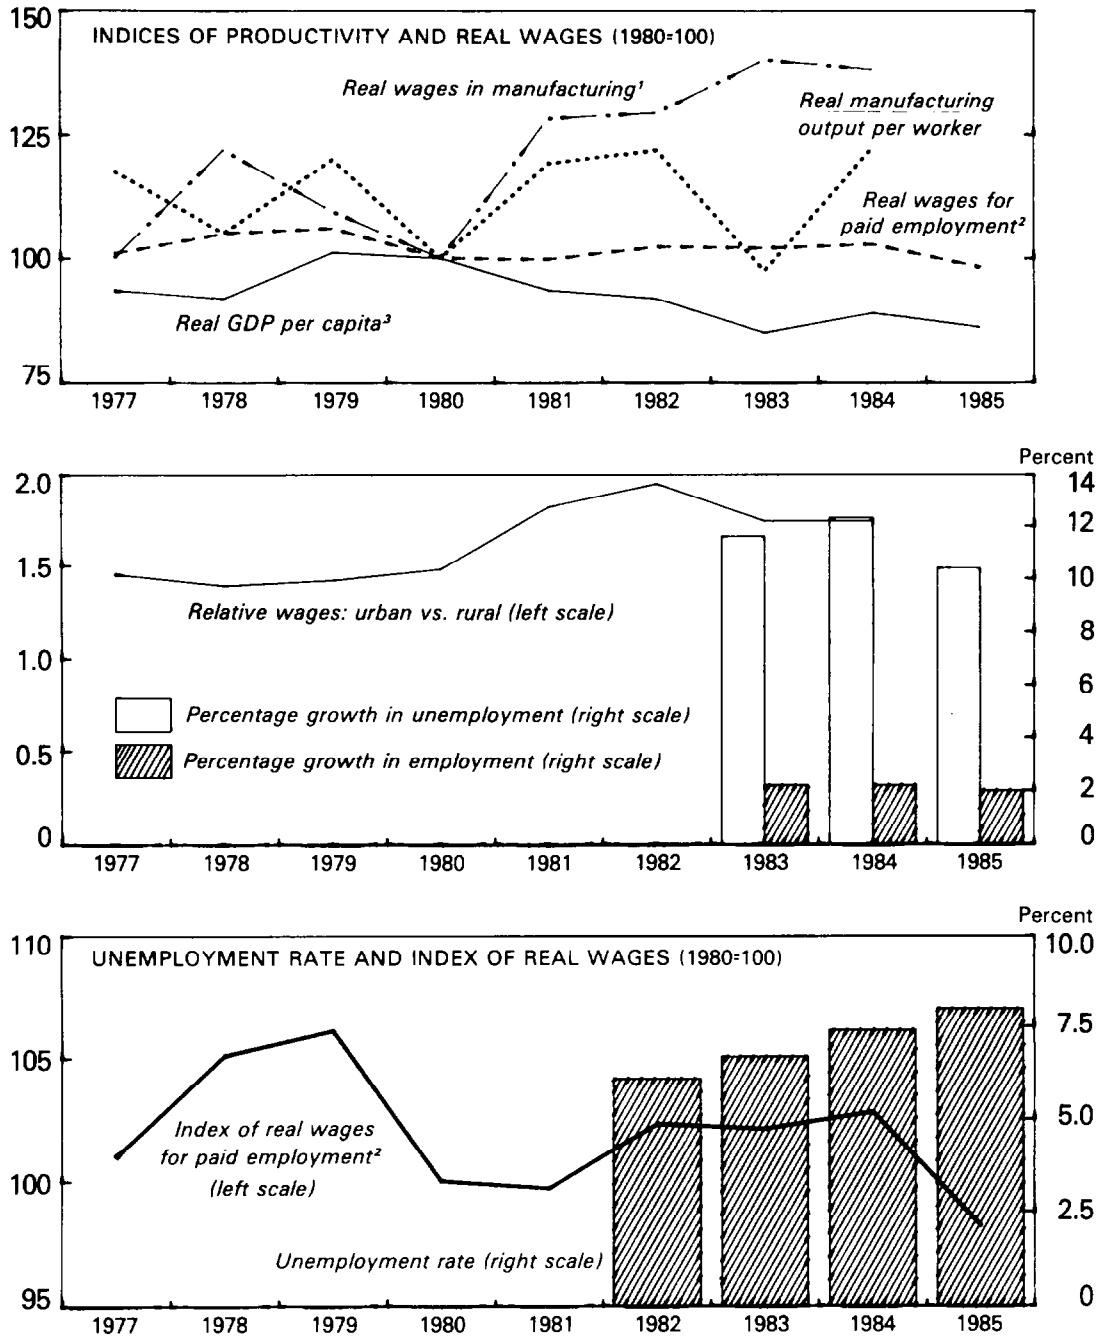 150
INDICES OF PRODUCTIVITY AND REAL WAGES (1980=100)
Real wages in manufacturing¹
Real manufacturing
output per worker
125
Real wages for
paid employment²
100
Real GDP per capita³
75
1977 1978 1979 1980 1981 1982 1983 1984 1985
Percent
2.0 14
12
1.5 10
Relative wages: urban vs. rural (left scale)
8
1.0
6
Percentage growth in unemployment (right scale)
4
0.5
Percentage growth in employment (right scale)
2
0 0
1977 1978 1979 1980 1981 1982 1983 1984 1985
Percent
110 10.0
UNEMPLOYMENT RATE AND INDEX OF REAL WAGES (1980=100)
7.5
105
Index of real wages
for paid employment²
(left scale)
5.0
100
2.5
Unemployment rate (right scale)
95 0
1977 1978 1979 1980 1981 1982 1983 1984 1985